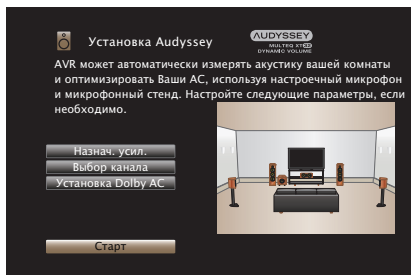 Установка Audyssey
AUDYSSEY
MULTEQ XT32
DYNAMIC VOLUME
AVR может автоматически измерять акустику вашей комнаты
и оптимизировать Ваши АС, используя настроечный микрофон
и микрофонный стенд. Настройте следующие параметры, если
необходимо.
Назнач. усил.
Выбор канала
Установка Dolby АС
Старт